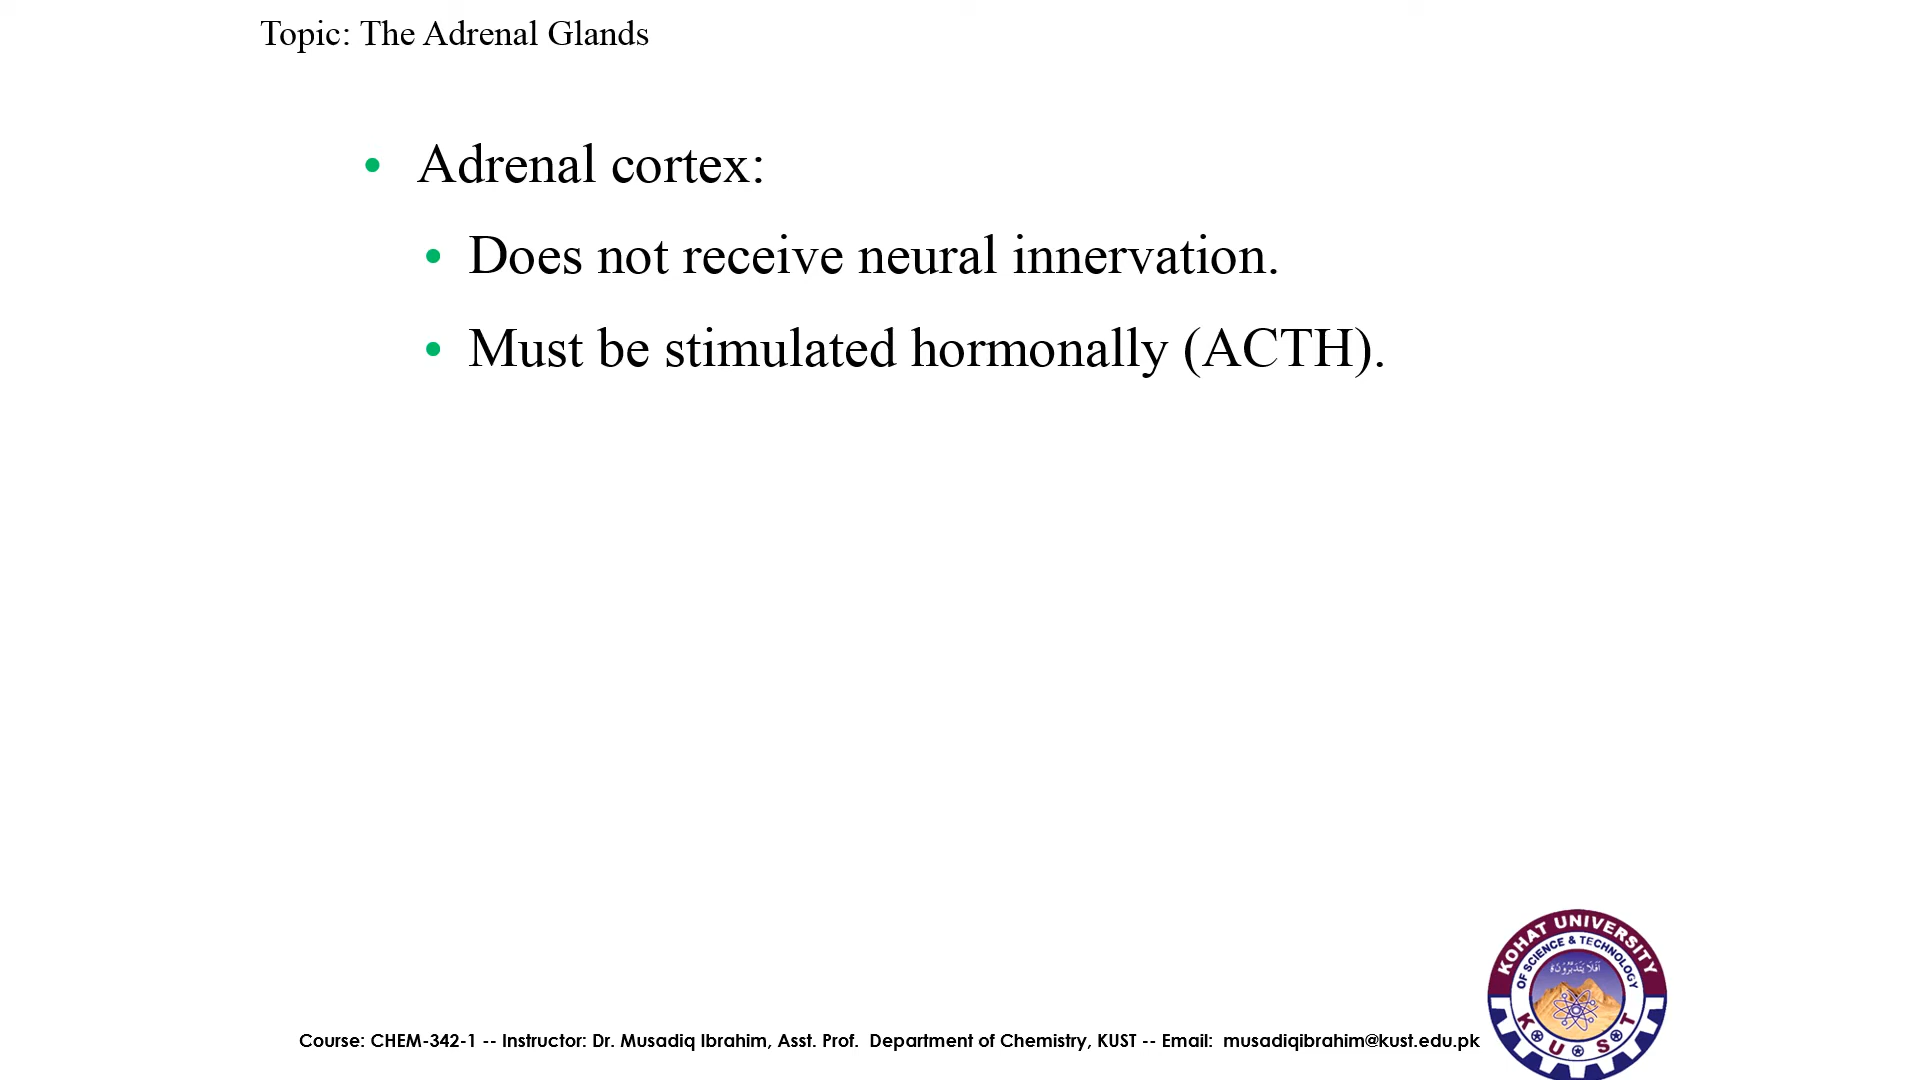 Topic: The Adrenal Glands
• Adrenal cortex:
• Does not receive neural innervation.
• Must be stimulated hormonally (ACTH).
KOHAT UNIVERSITY
OF SCIENCE & TECHNOLOGY
أفلا يتدبرون
K U S T
Course: CHEM-342-1 -- Instructor: Dr. Musadiq Ibrahim, Asst. Prof. Department of Chemistry, KUST -- Email: musadiqibrahim@kust.edu.pk